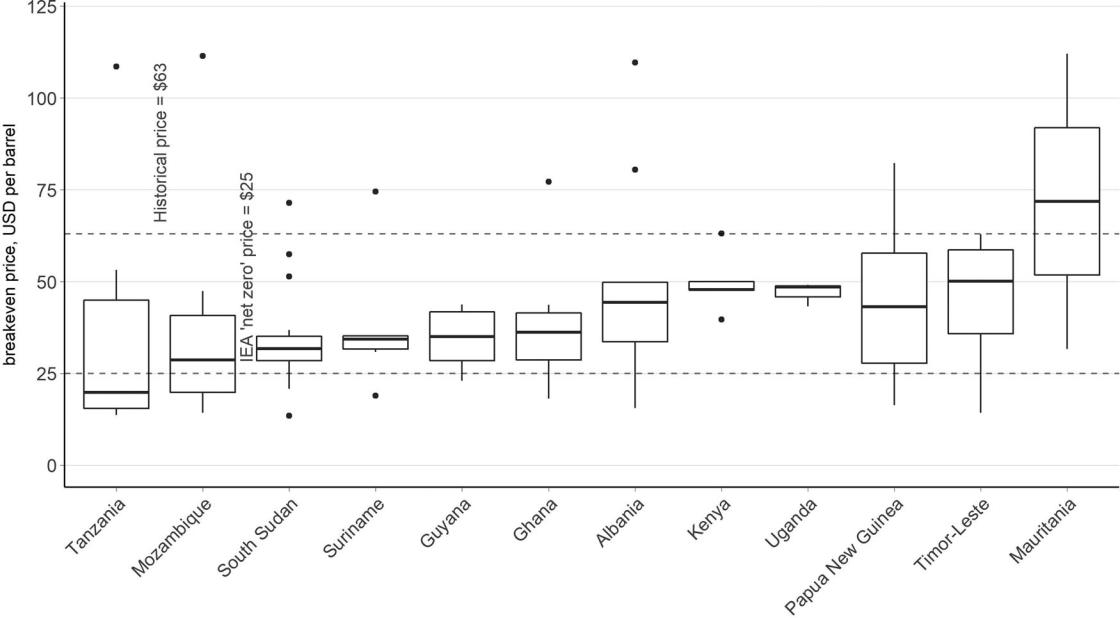 125
100
75
50
25
0
breakeven price, USD per barrel
Historical price = $63
IEA 'net zero' price = $25
Tanzania
Mozambique
South Sudan
Suriname
Guyana
Ghana
Albania
Kenya
Uganda
Papua New Guinea
Timor-Leste
Mauritania